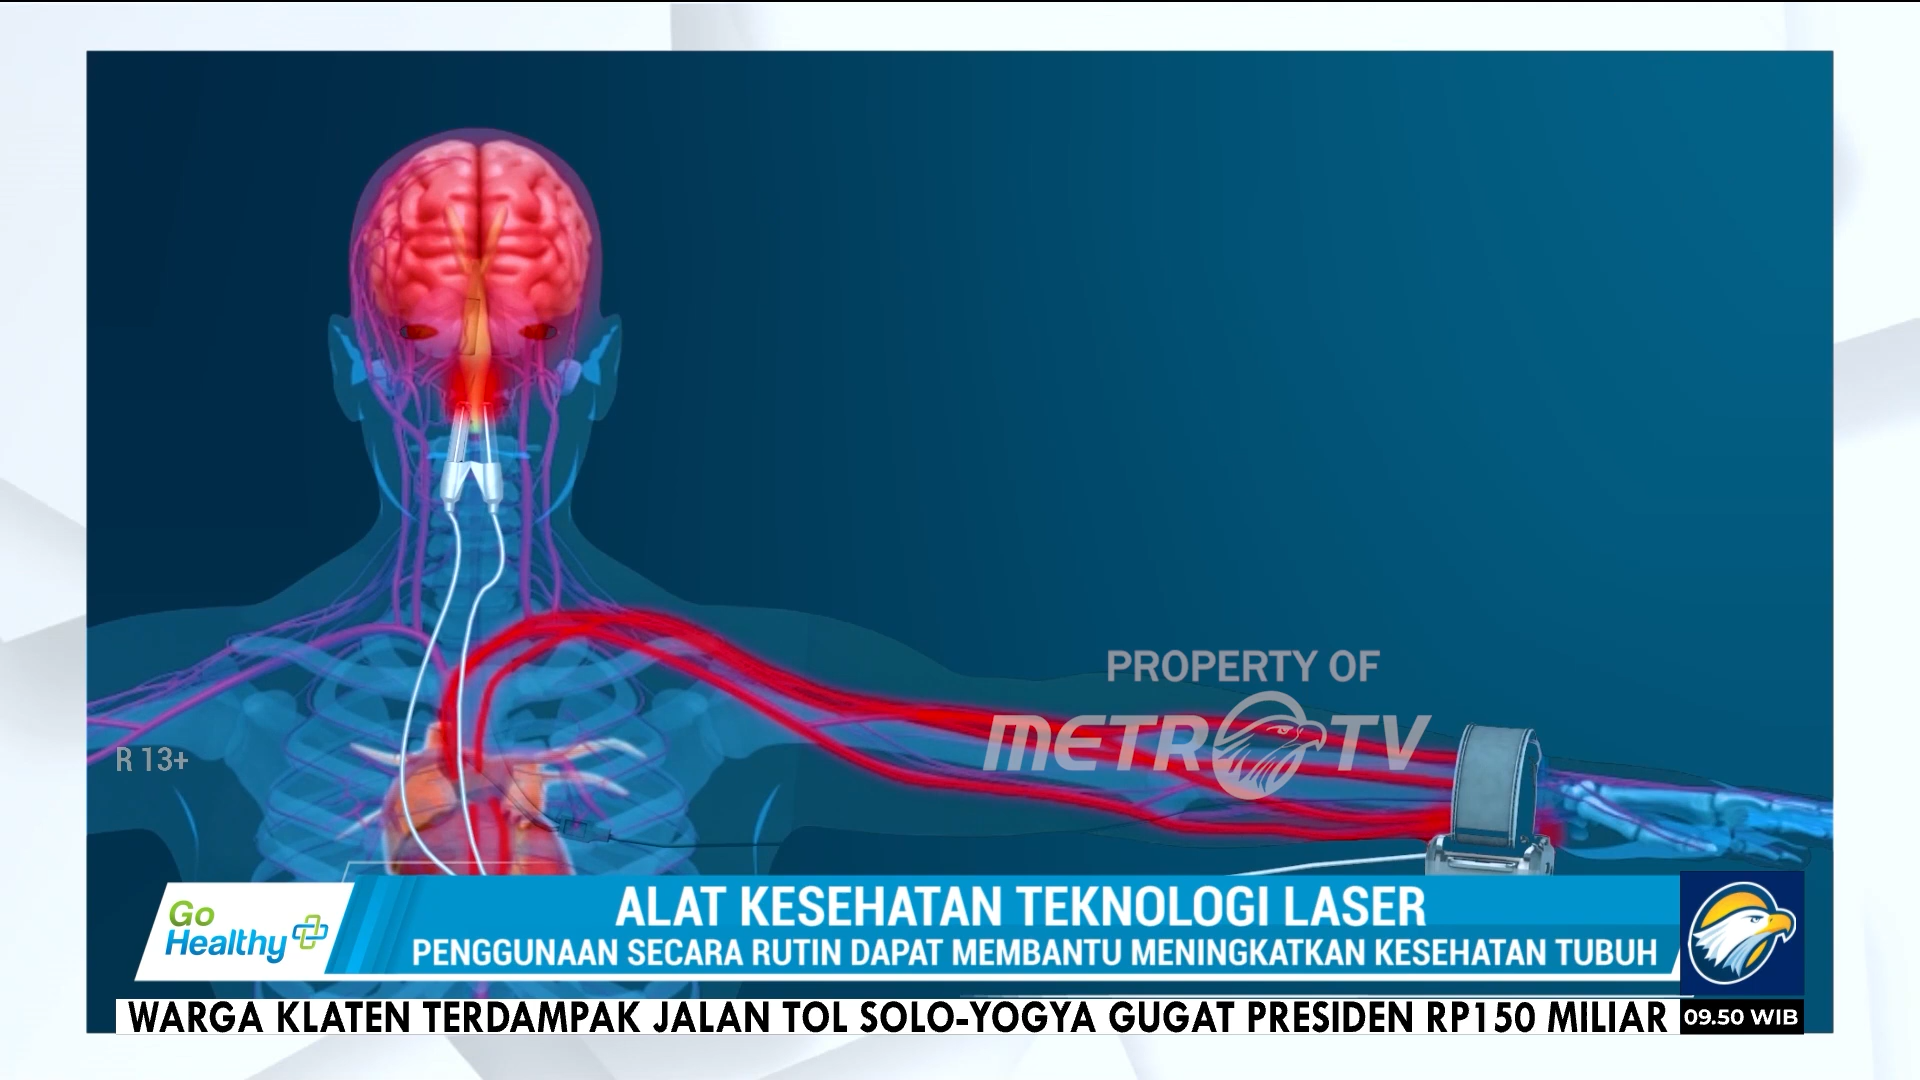 PROPERTY OF
METRO TV
R 13+
Go
Healthy
ALAT KESEHATAN TEKNOLOGI LASER
PENGGUNAAN SECARA RUTIN DAPAT MEMBANTU MENINGKATKAN KESEHATAN TUBUH
WARGA KLATEN TERDAMPAK JALAN TOL SOLO-YOGYA GUGAT PRESIDEN RP150 MILIAR
09.50 WIB